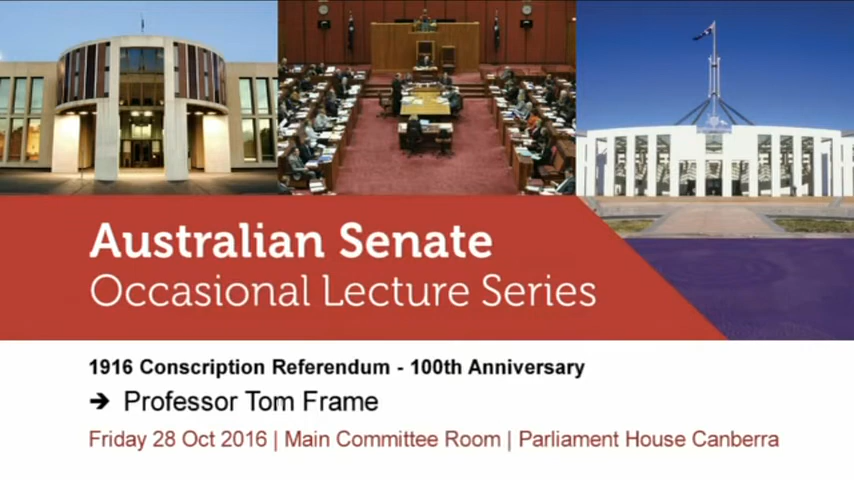 Australian Senate
Occasional Lecture Series
1916 Conscription Referendum - 100th Anniversary
➔ Professor Tom Frame
Friday 28 Oct 2016 | Main Committee Room | Parliament House Canberra